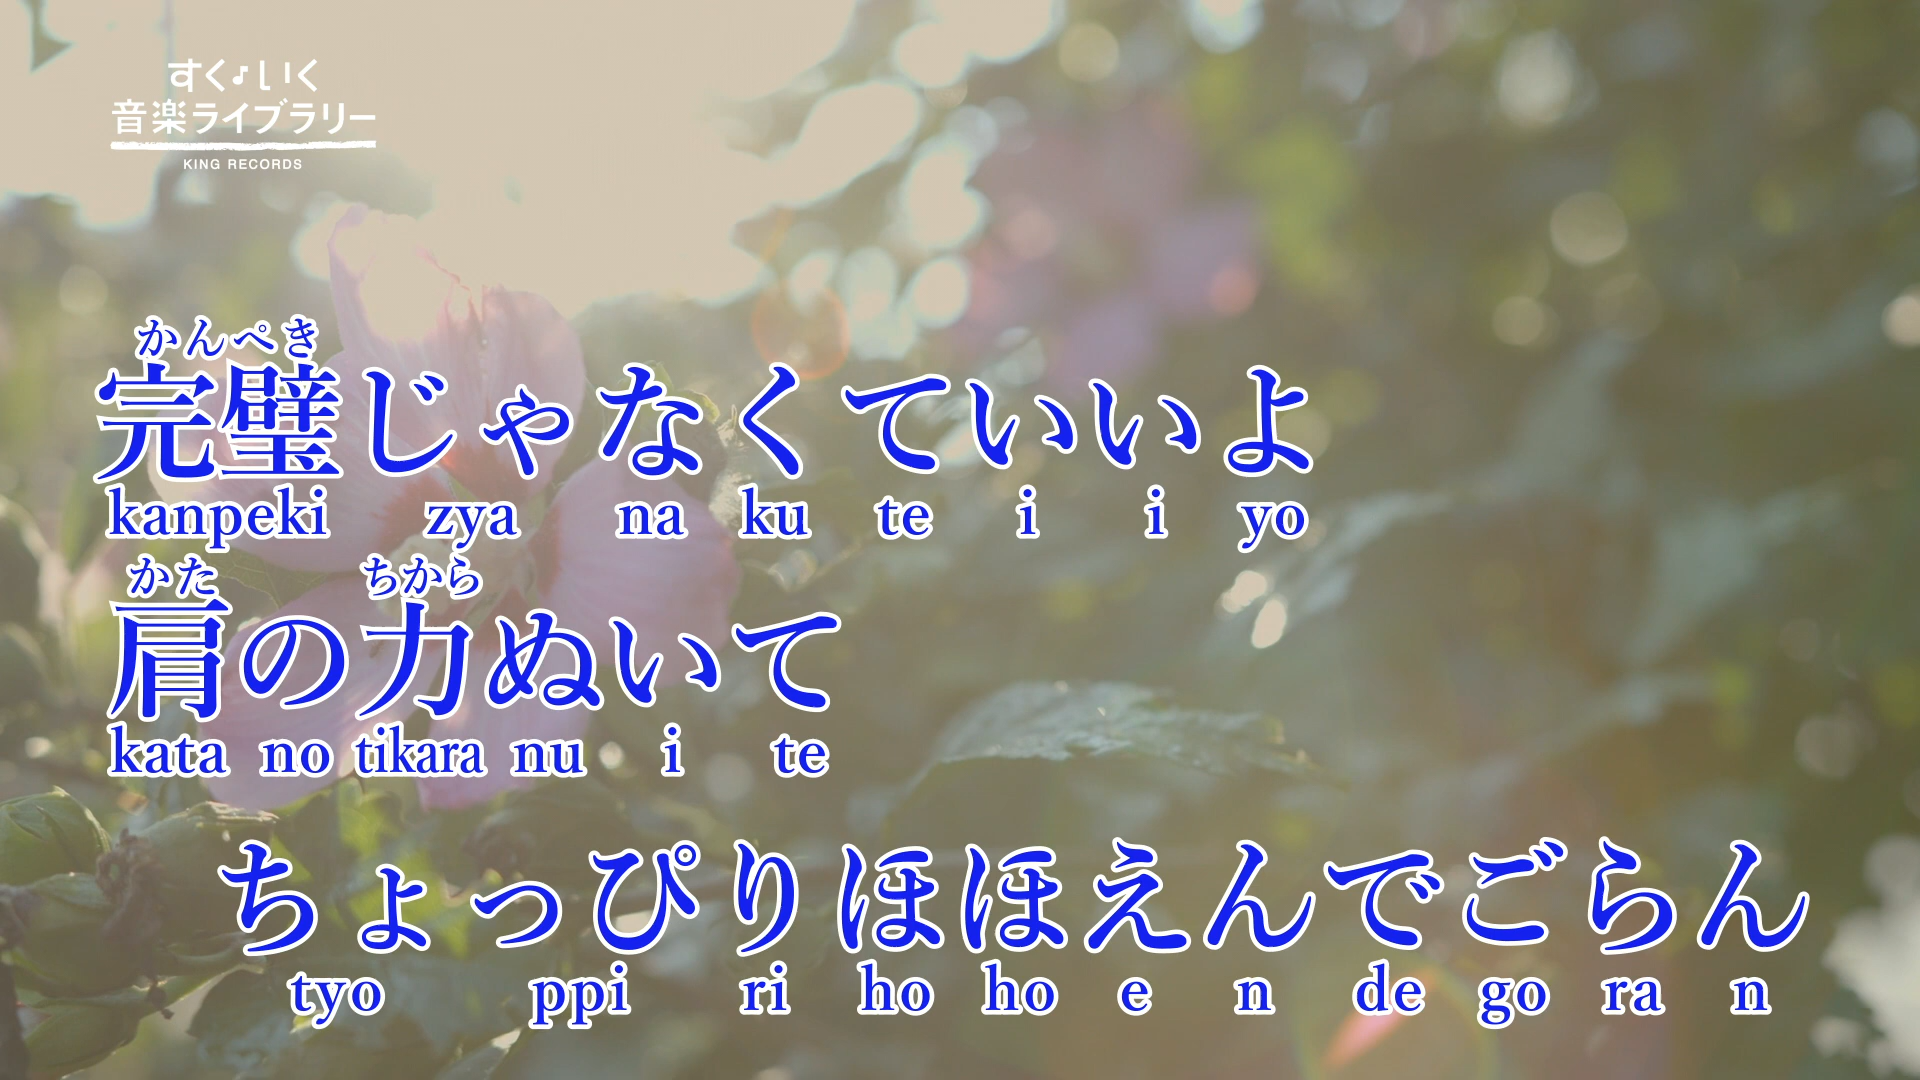 すく♪いく
音楽ライブラリー
KING RECORDS
かんぺき
完璧じゃなくていいよ
kanpeki zya na ku te i i yo
かた ちから
肩の力ぬいて
kata no tikara nu i te
ちょっぴりほほえんでごらん
tyo ppi ri ho ho e n de go ra n